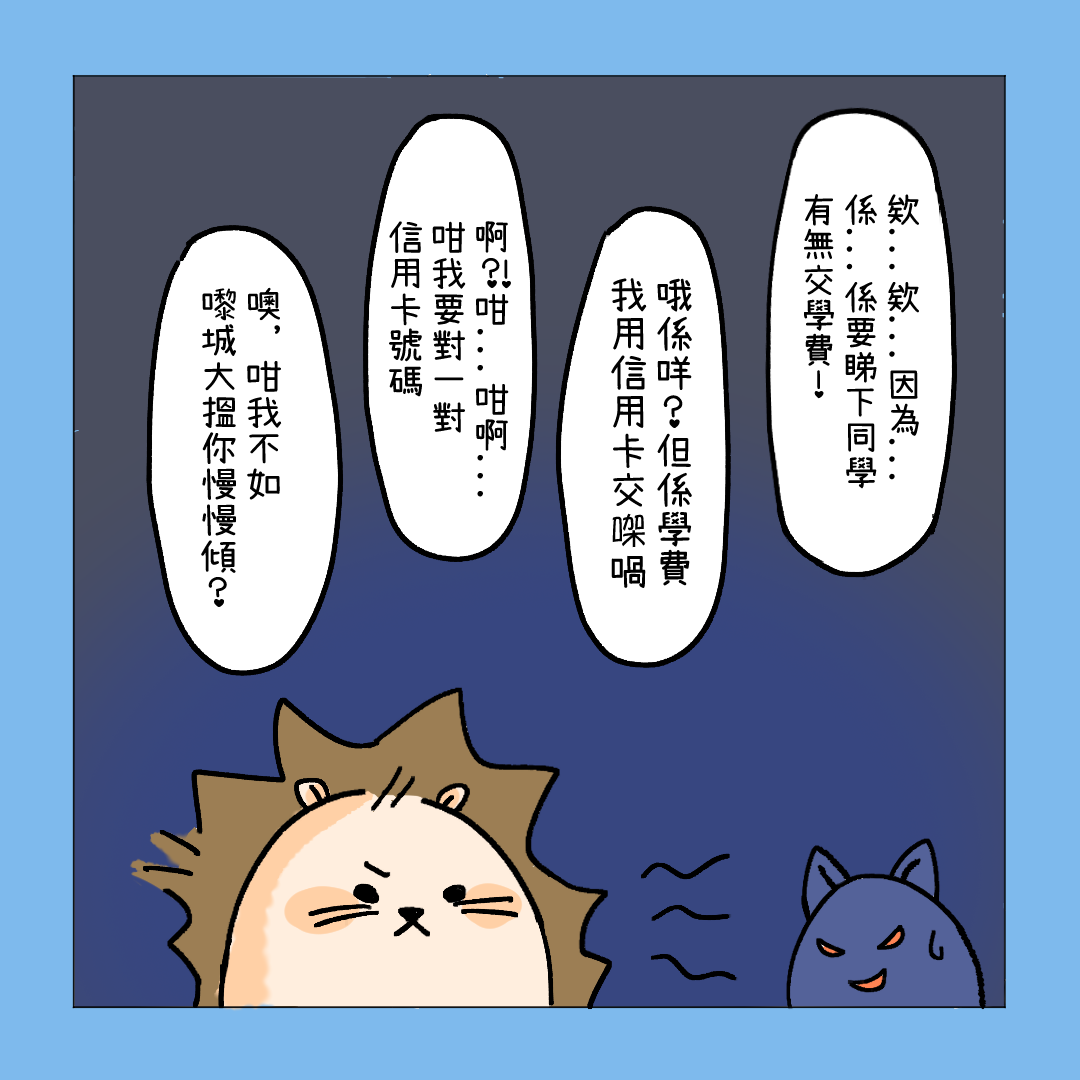 欸…欸…因為…
係…係要睇下同學
有無交學費！
哦係咩？但係學費
我用信用卡交㗎喎
啊？！咁…咁啊…
咁我要對一對
信用卡號碼
噢，咁我不如
嚟城大搵你慢慢傾？